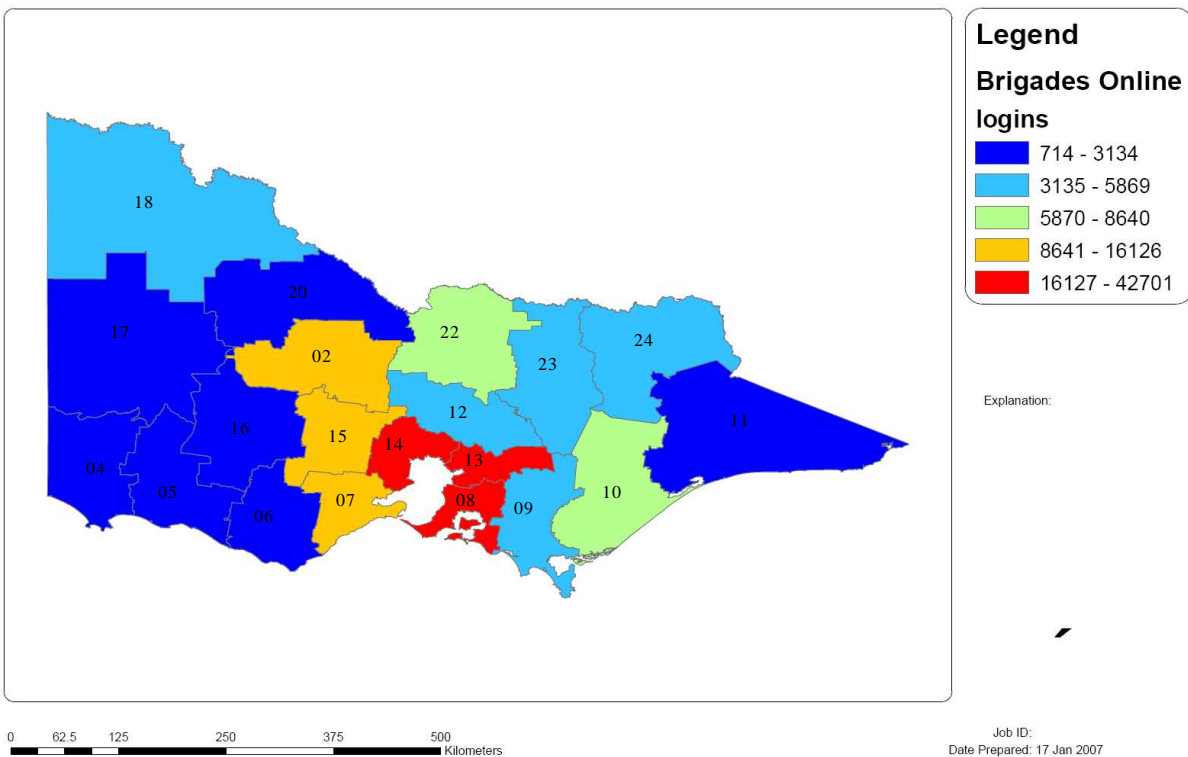 Legend
Brigades Online
logins
714 - 3134
3135 - 5869
5870 - 8640
8641 - 16126
16127 - 42701
18
20
17
22
02
24
23
12
11
16
15
14
13
04
05
06
07
08
09
10
Explanation:
0 62.5 125 250 375 500
Kilometers
Job ID:
Date Prepared: 17 Jan 2007